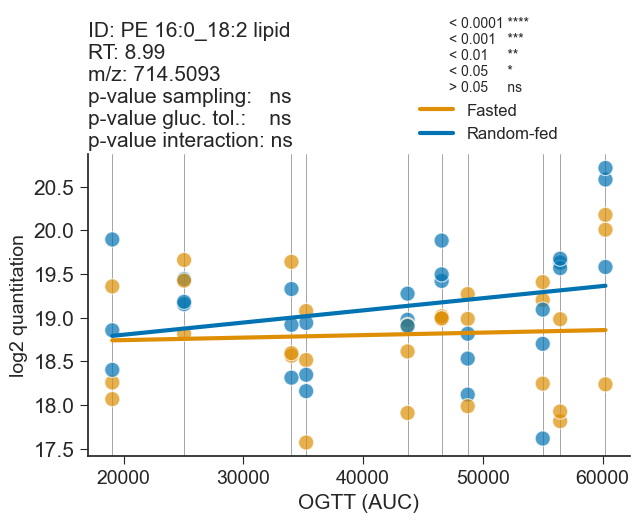 ID: PE 16:0_18:2 lipid
RT: 8.99
m/z: 714.5093
p-value sampling: ns
p-value gluc. tol.: ns
p-value interaction: ns
< 0.0001 ****
< 0.001 ***
< 0.01 **
< 0.05 *
> 0.05 ns
Fasted
Random-fed
log2 quantitation
20.5
20.0
19.5
19.0
18.5
18.0
17.5
20000 30000 40000 50000 60000
OGTT (AUC)